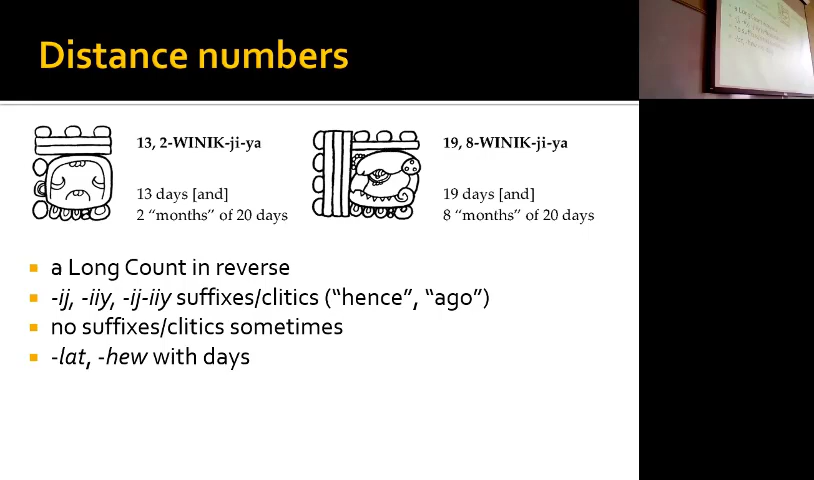 Distance numbers
13, 2-WINIK-ji-ya
13 days [and]
2 “months” of 20 days
19, 8-WINIK-ji-ya
19 days [and]
8 “months” of 20 days
a Long Count in reverse
-ij, -iiy, -ij-iiy suffixes/clitics (“hence”, “ago”)
no suffixes/clitics sometimes
-lat, -hew with days